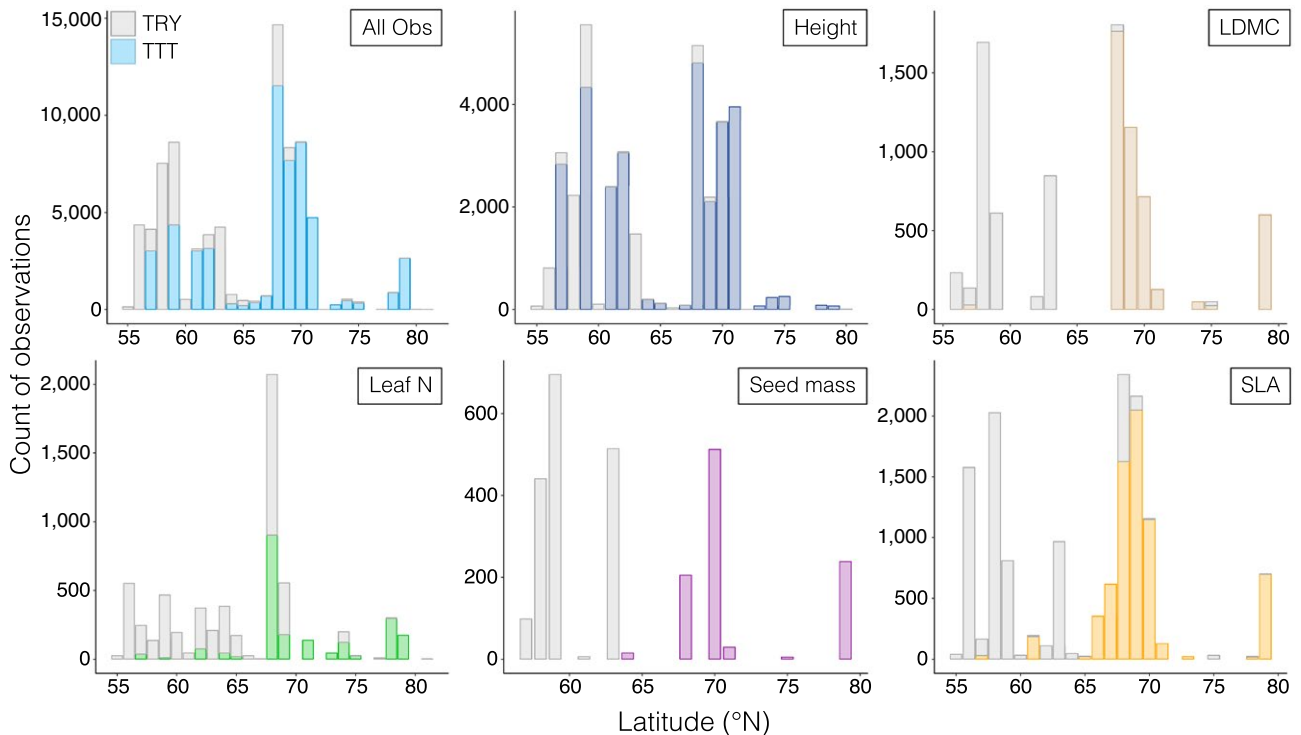 Count of observations
TRY
TTT
All Obs
15,000
10,000
5,000
0
55 60 65 70 75 80
Height
4,000
2,000
0
55 60 65 70 75 80
LDMC
1,500
1,000
500
0
55 60 65 70 75 80
Leaf N
2,000
1,500
1,000
500
0
55 60 65 70 75 80
Seed mass
600
400
200
0
60 65 70 75 80
SLA
2,000
1,500
1,000
500
0
55 60 65 70 75 80
Latitude (°N)